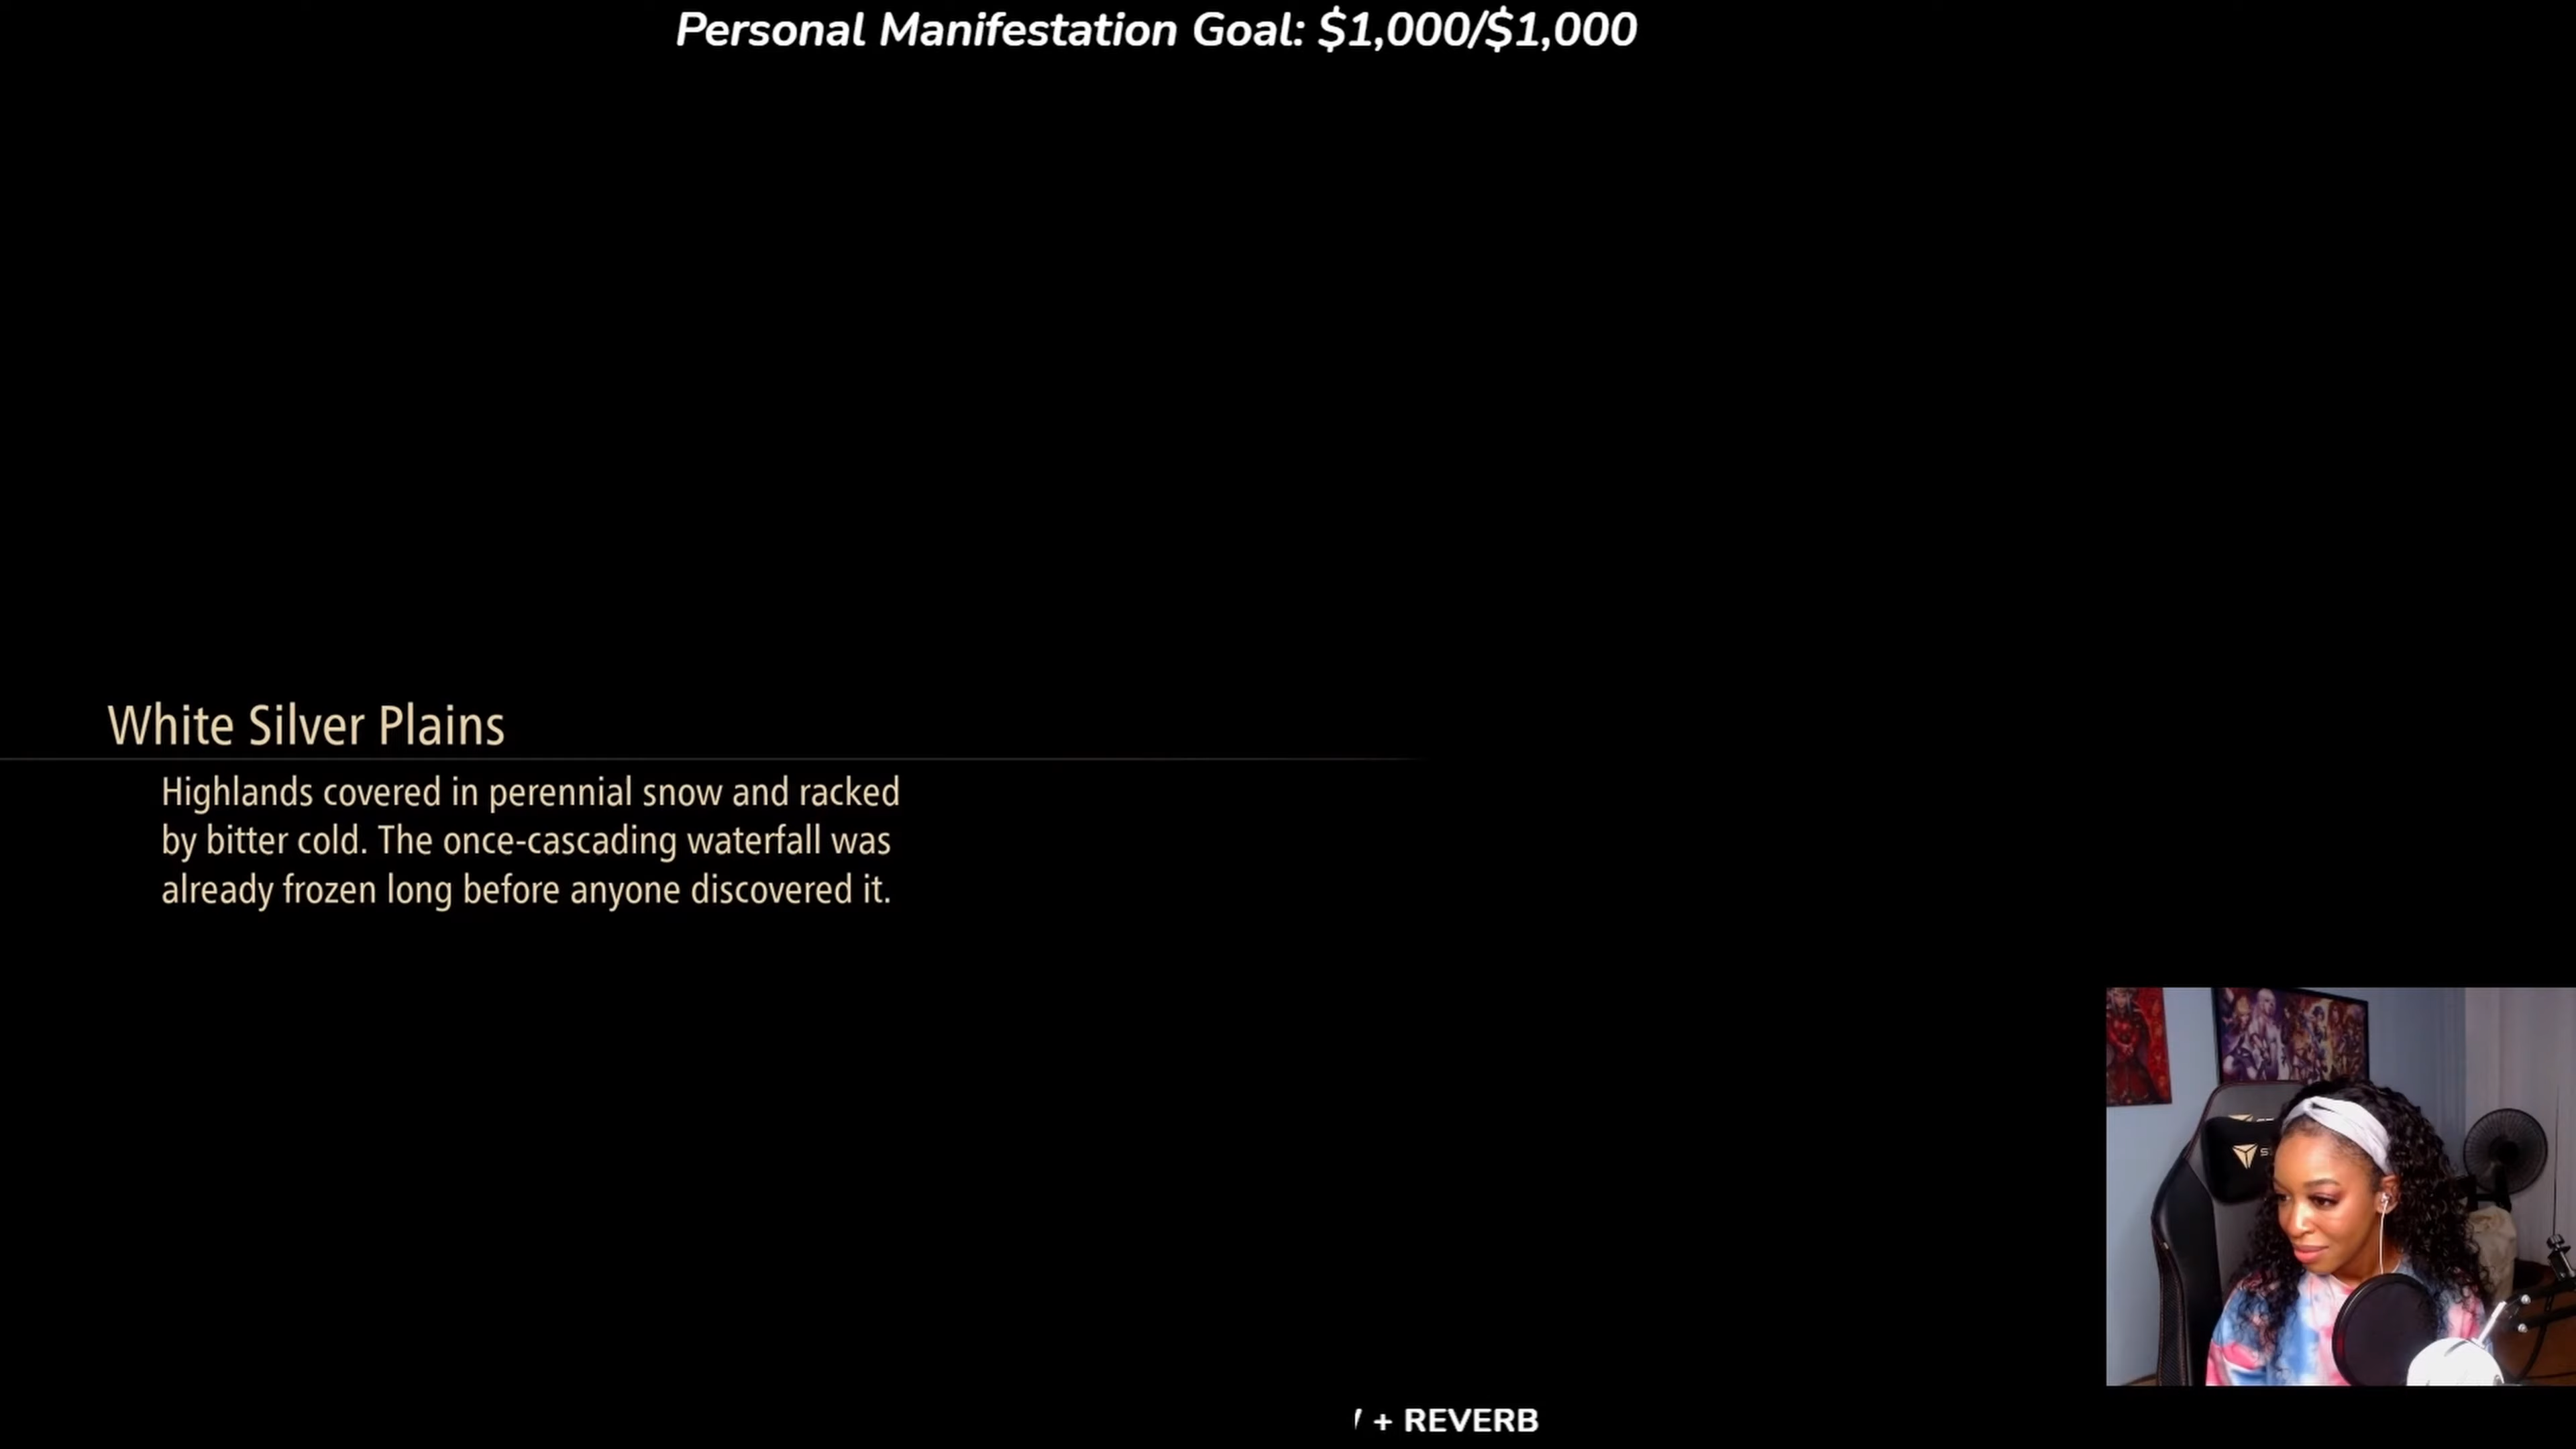 Personal Manifestation Goal: $1,000/$1,000
White Silver Plains
Highlands covered in perennial snow and racked
by bitter cold. The once-cascading waterfall was
already frozen long before anyone discovered it.
+ REVERB